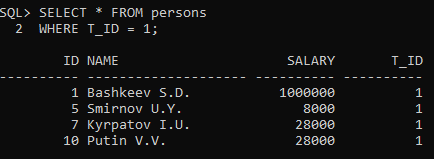 SQL> SELECT * FROM persons
  2  WHERE T_ID = 1;
        ID NAME                     SALARY       T_ID
---------- -------------------- ---------- ----------
         1 Bashkeev S.D.           1000000          1
         5 Smirnov U.Y.               8000          1
         7 Kyrpatov I.U.             28000          1
        10 Putin V.V.                28000          1